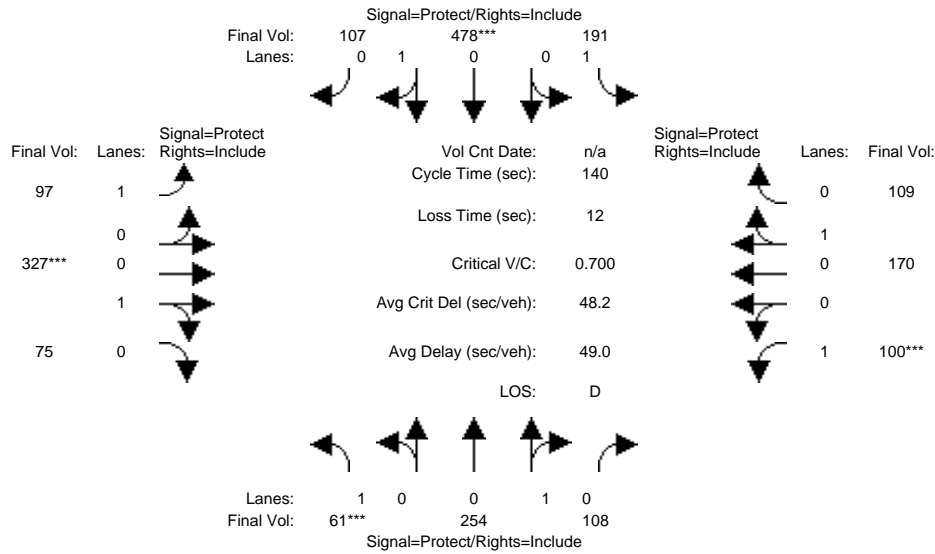 Signal=Protect/Rights=Include
Final Vol: 107 478*** 191
Lanes: 0 1 0 0 1
Signal=Protect Signal=Protect
Final Vol: Lanes: Rights=Include Vol Cnt Date: n/a Rights=Include Lanes: Final Vol:
Cycle Time (sec): 140
97 1 0 109
Loss Time (sec): 12
0 1
327*** 0 Critical V/C: 0.700 0 170
1 Avg Crit Del (sec/veh): 48.2 0
75 0 Avg Delay (sec/veh): 49.0 1 100***
LOS: D
Lanes: 1 0 0 1 0
Final Vol: 61*** 254 108
Signal=Protect/Rights=Include